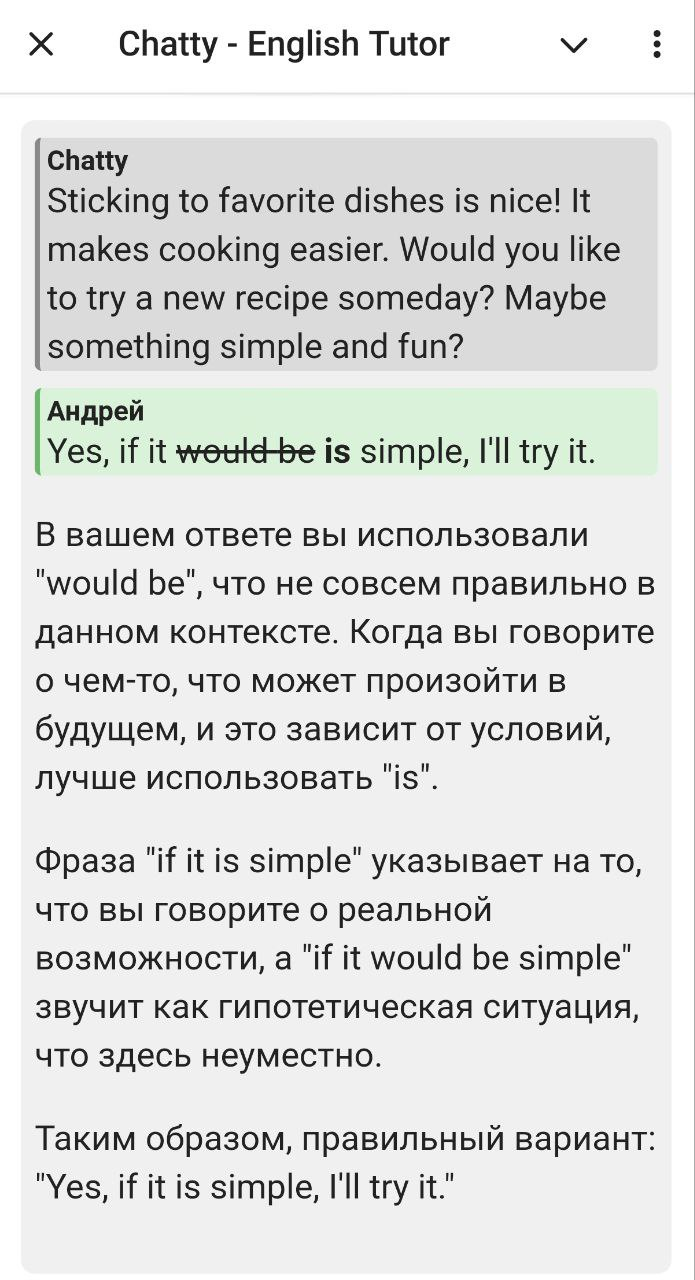 Chatty - English Tutor
Chatty
Sticking to favorite dishes is nice! It
makes cooking easier. Would you like
to try a new recipe someday? Maybe
something simple and fun?
Андрей
Yes, if it would be is simple, I'll try it.
В вашем ответе вы использовали
"would be", что не совсем правильно в
данном контексте. Когда вы говорите
о чем-то, что может произойти в
будущем, и это зависит от условий,
лучше использовать "is".
Фраза "if it is simple" указывает на то,
что вы говорите о реальной
возможности, а "if it would be simple"
звучит как гипотетическая ситуация,
что здесь неуместно.
Таким образом, правильный вариант:
"Yes, if it is simple, I'll try it."